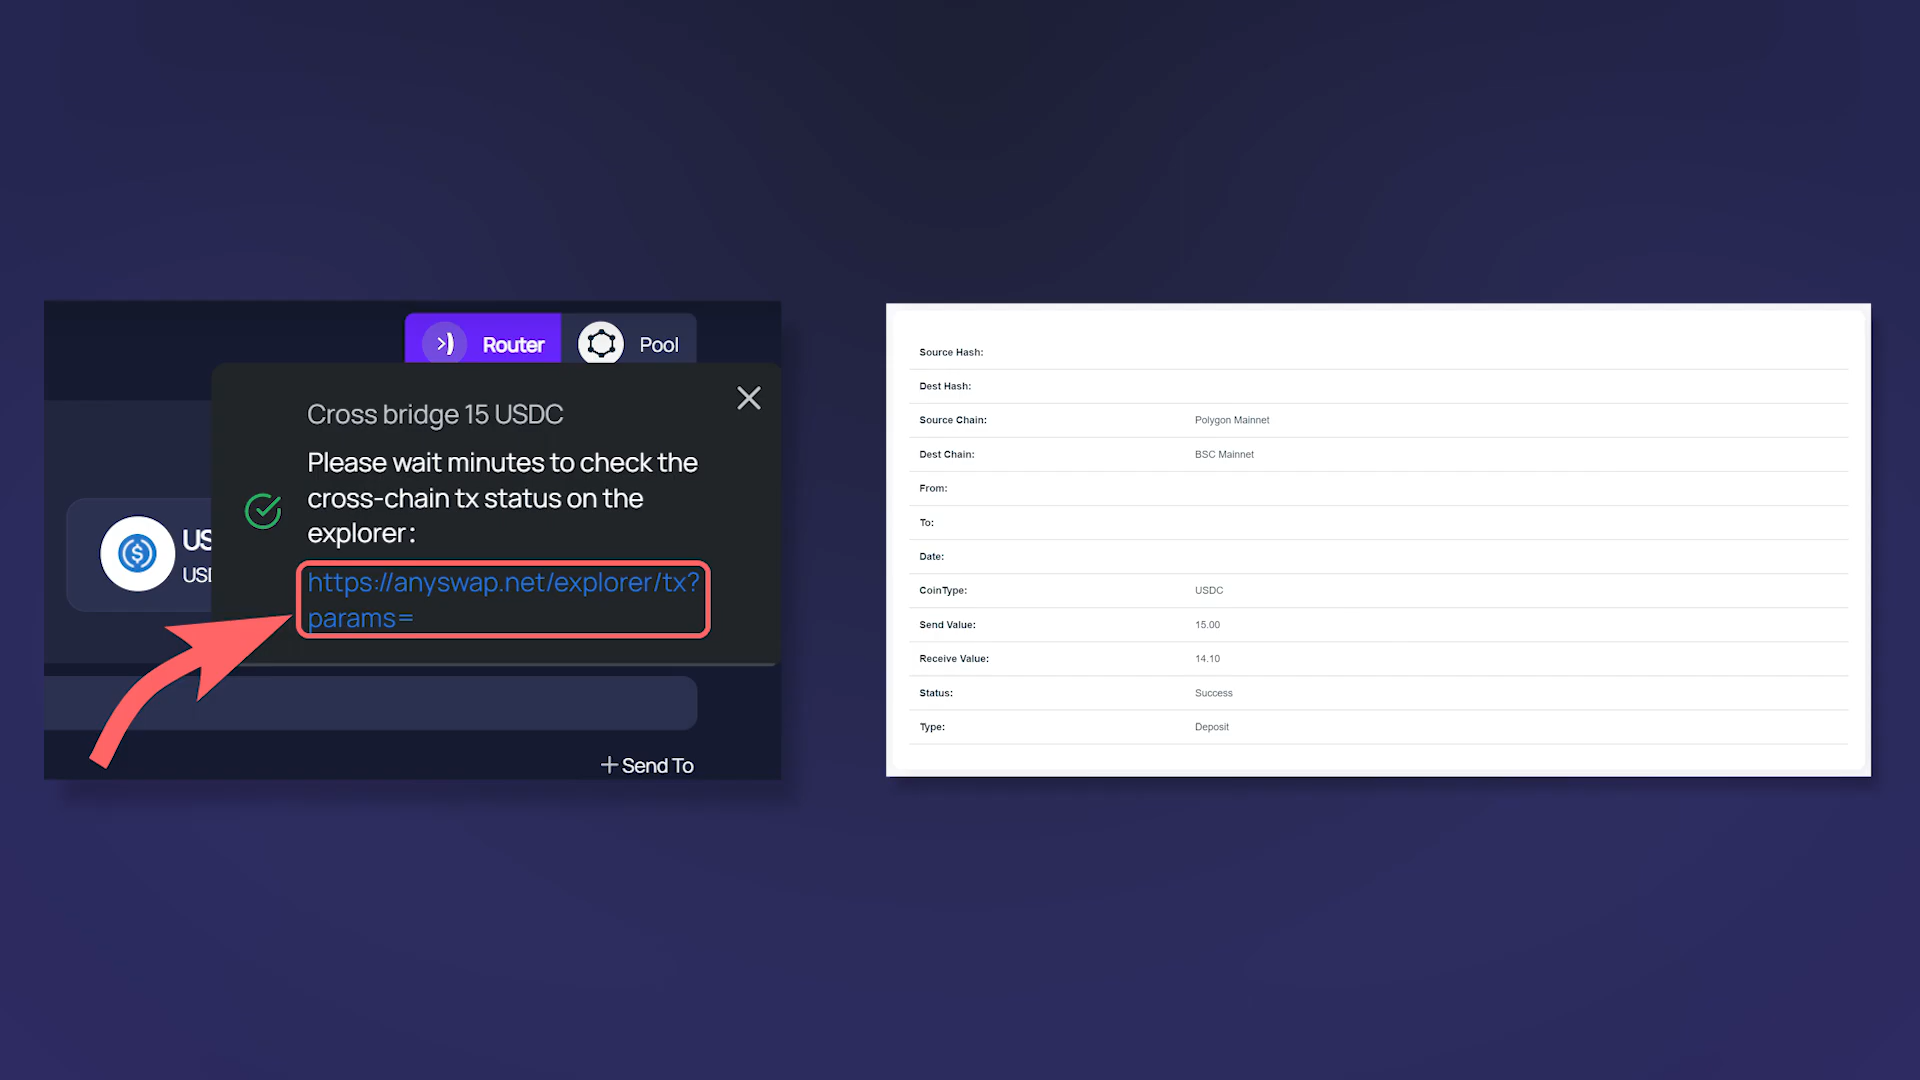 Router
Pool
Cross bridge 15 USDC
Please wait minutes to check the
cross-chain tx status on the
explorer:
https://anyswap.net/explorer/tx?
params=
US
USD
+ Send To
Source Hash:
Dest Hash:
Source Chain: Polygon Mainnet
Dest Chain: BSC Mainnet
From:
To:
Date:
CoinType: USDC
Send Value: 15.00
Receive Value: 14.10
Status: Success
Type: Deposit